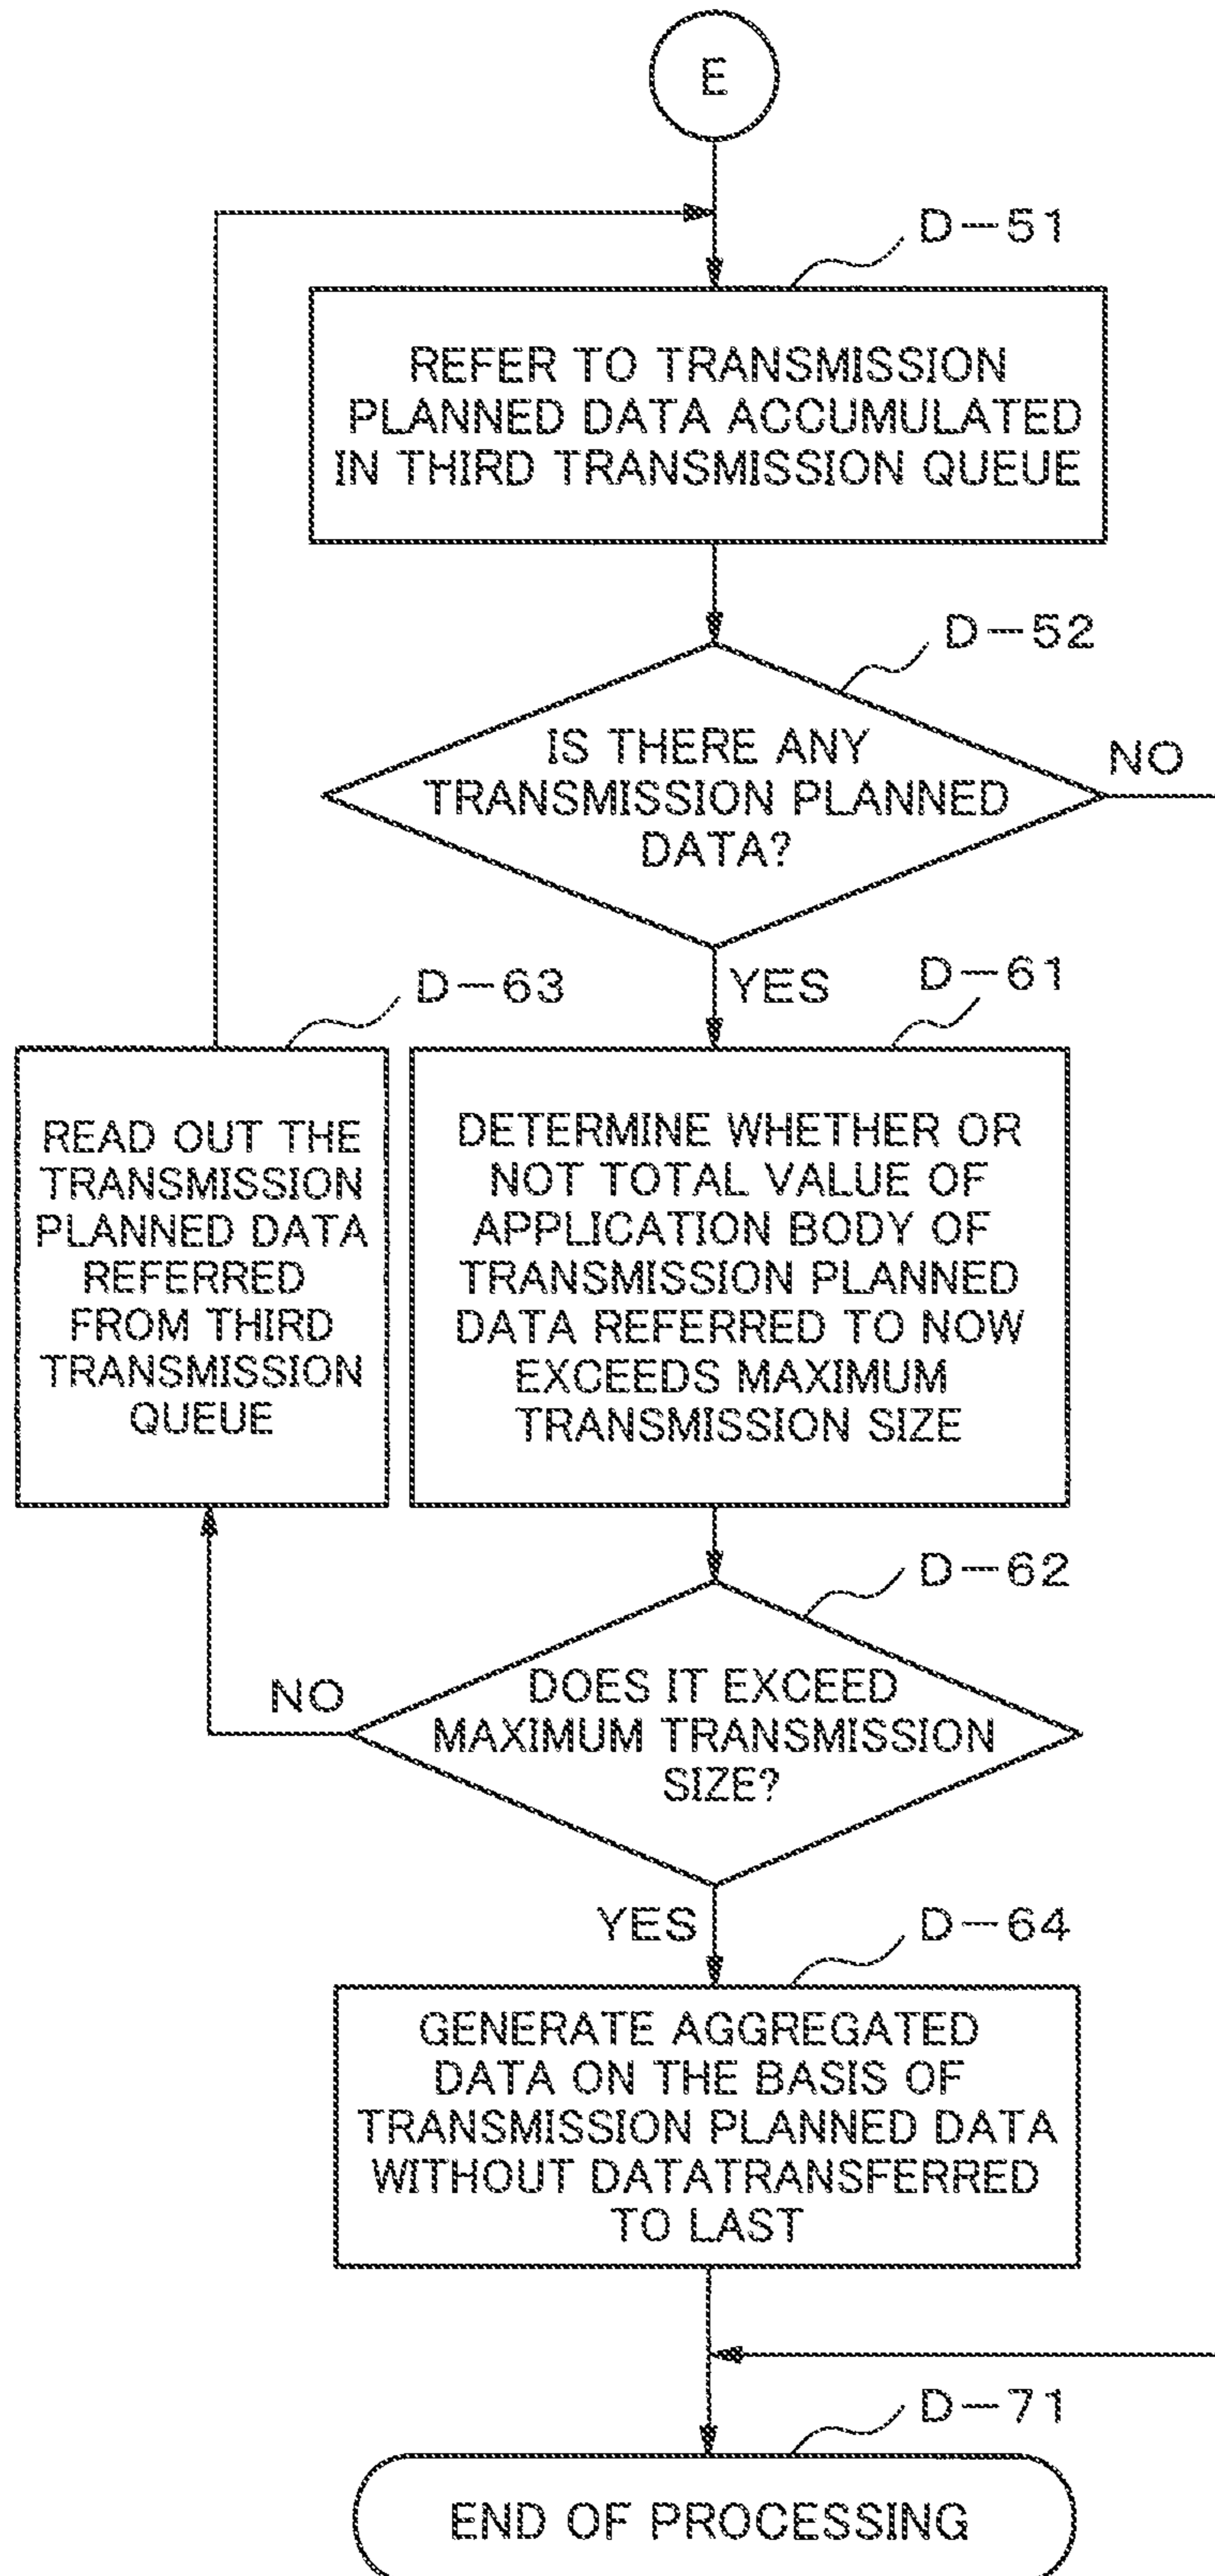 E
D-51
REFER TO TRANSMISSION
PLANNED DATA ACCUMULATED
IN THIRD TRANSMISSION QUEUE
D-52
IS THERE ANY
TRANSMISSION PLANNED
DATA?
NO
YES
D-61
D-63
READ OUT THE
TRANSMISSION
PLANNED DATA
REFERRED
FROM THIRD
TRANSMISSION
QUEUE
DETERMINE WHETHER OR
NOT TOTAL VALUE OF
APPLICATION BODY OF
TRANSMISSION PLANNED
DATA REFERRED TO NOW
EXCEEDS MAXIMUM
TRANSMISSION SIZE
D-62
DOES IT EXCEED
MAXIMUM TRANSMISSION
SIZE?
NO
YES
D-64
GENERATE AGGREGATED
DATA ON THE BASIS OF
TRANSMISSION PLANNED DATA
WITHOUT DATATRANSFERRED
TO LAST
D-71
END OF PROCESSING